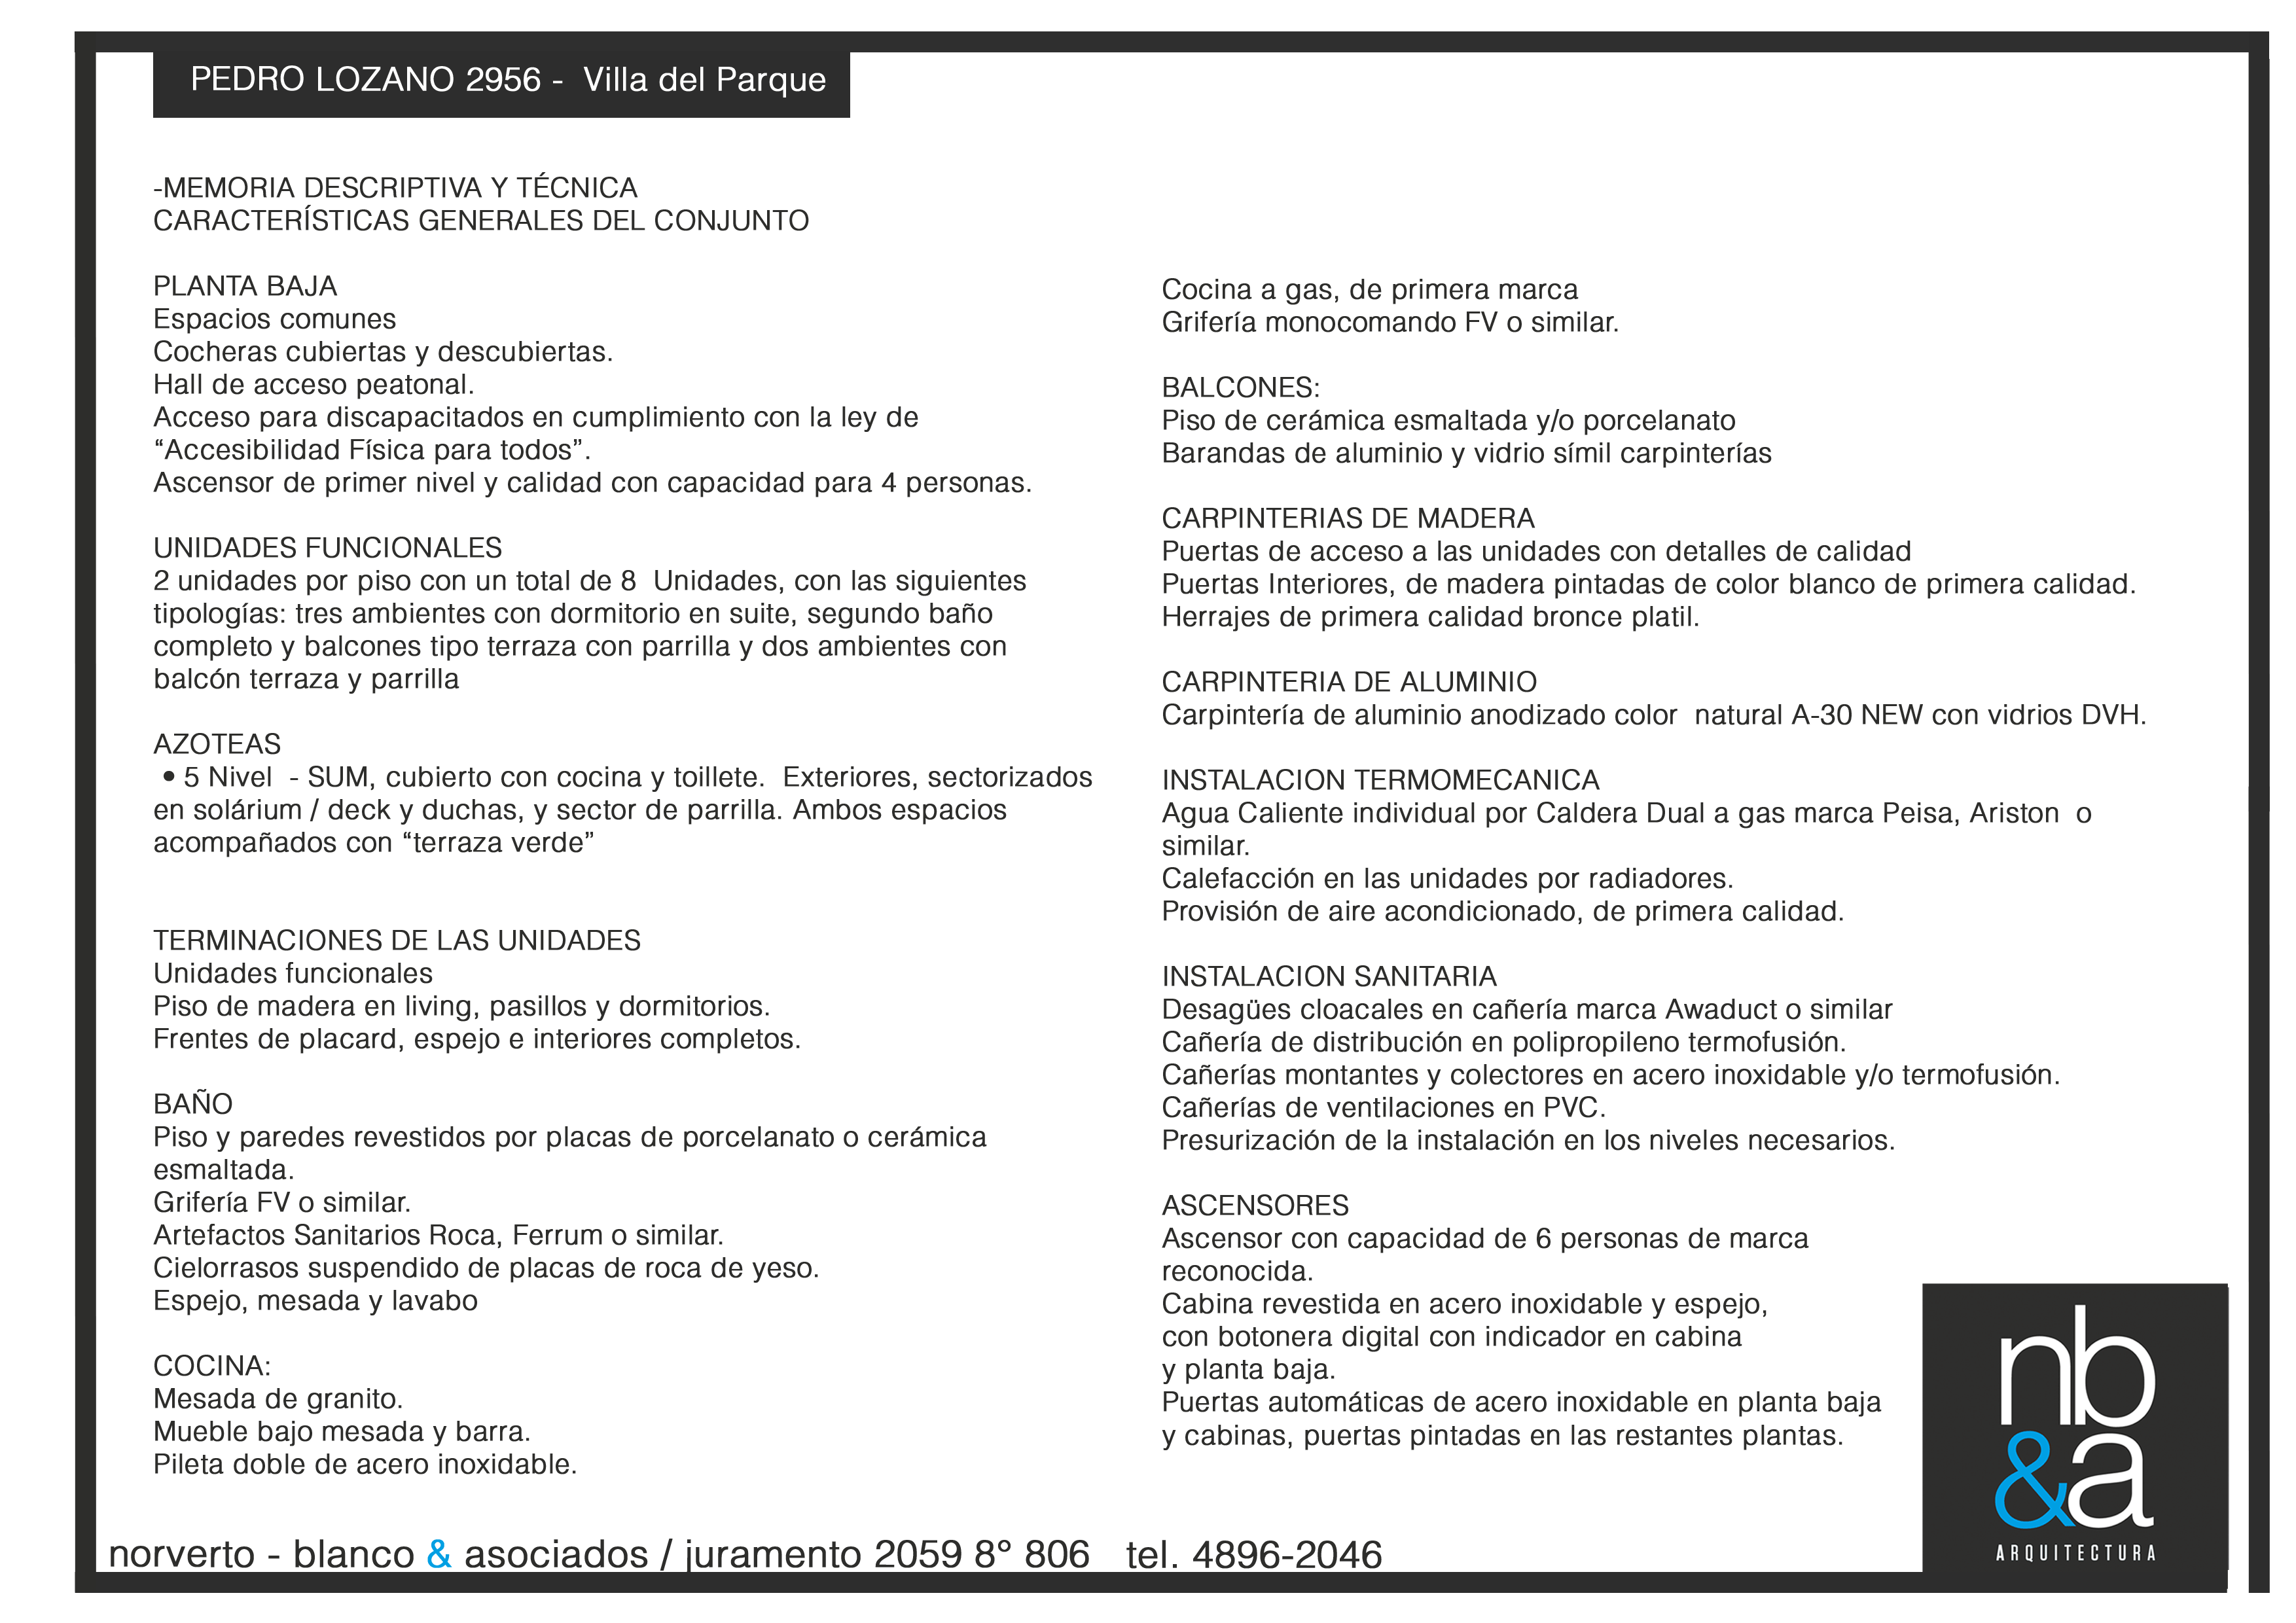 PEDRO LOZANO 2956 -  Villa del Parque
-MEMORIA DESCRIPTIVA Y TÉCNICA
CARACTERÍSTICAS GENERALES DEL CONJUNTO
PLANTA BAJA
Espacios comunes
Cocheras cubiertas y descubiertas.
Hall de acceso peatonal.
Acceso para discapacitados en cumplimiento con la ley de
“Accesibilidad Física para todos”.
Ascensor de primer nivel y calidad con capacidad para 4 personas.
UNIDADES FUNCIONALES
2 unidades por piso con un total de 8  Unidades, con las siguientes
tipologías: tres ambientes con dormitorio en suite, segundo baño
completo y balcones tipo terraza con parrilla y dos ambientes con
balcón terraza y parrilla
AZOTEAS
• 5 Nivel  - SUM, cubierto con cocina y toillete.  Exteriores, sectorizados
en solárium / deck y duchas, y sector de parrilla. Ambos espacios
acompañados con “terraza verde”
TERMINACIONES DE LAS UNIDADES
Unidades funcionales
Piso de madera en living, pasillos y dormitorios.
Frentes de placard, espejo e interiores completos.
BAÑO
Piso y paredes revestidos por placas de porcelanato o cerámica
esmaltada.
Grifería FV o similar.
Artefactos Sanitarios Roca, Ferrum o similar.
Cielorrasos suspendido de placas de roca de yeso.
Espejo, mesada y lavabo
COCINA:
Mesada de granito.
Mueble bajo mesada y barra.
Pileta doble de acero inoxidable.
Cocina a gas, de primera marca
Grifería monocomando FV o similar.
BALCONES:
Piso de cerámica esmaltada y/o porcelanato
Barandas de aluminio y vidrio símil carpinterías
CARPINTERIAS DE MADERA
Puertas de acceso a las unidades con detalles de calidad
Puertas Interiores, de madera pintadas de color blanco de primera calidad.
Herrajes de primera calidad bronce platil.
CARPINTERIA DE ALUMINIO
Carpintería de aluminio anodizado color  natural A-30 NEW con vidrios DVH.
INSTALACION TERMOMECANICA
Agua Caliente individual por Caldera Dual a gas marca Peisa, Ariston  o
similar.
Calefacción en las unidades por radiadores.
Provisión de aire acondicionado, de primera calidad.
INSTALACION SANITARIA
Desagües cloacales en cañería marca Awaduct o similar
Cañería de distribución en polipropileno termofusión.
Cañerías montantes y colectores en acero inoxidable y/o termofusión.
Cañerías de ventilaciones en PVC.
Presurización de la instalación en los niveles necesarios.
ASCENSORES
Ascensor con capacidad de 6 personas de marca
reconocida.
Cabina revestida en acero inoxidable y espejo,
con botonera digital con indicador en cabina
y planta baja.
Puertas automáticas de acero inoxidable en planta baja
y cabinas, puertas pintadas en las restantes plantas.
nb
&a
ARQUITECTURA
norverto - blanco & asociados / juramento 2059 8° 806   tel. 4896-2046